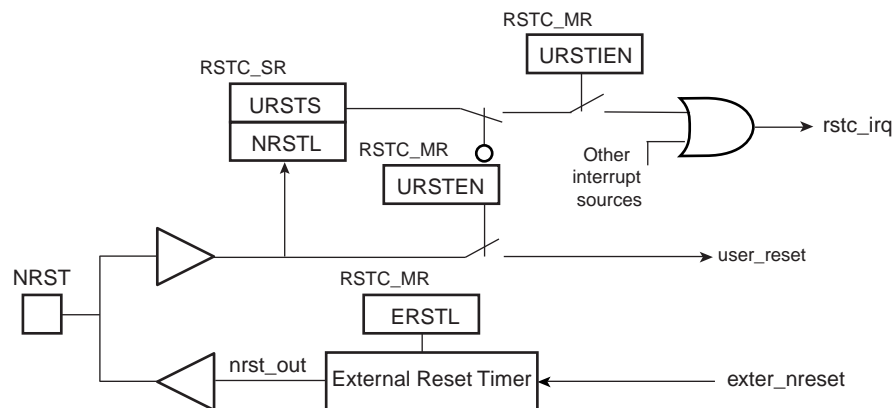 RSTC_MR
URSTIEN
RSTC_SR
URSTS
NRSTL
rstc_irq
RSTC_MR
URSTEN
Other
interrupt
sources
user_reset
NRST
RSTC_MR
ERSTL
nrst_out
External Reset Timer
exter_nreset